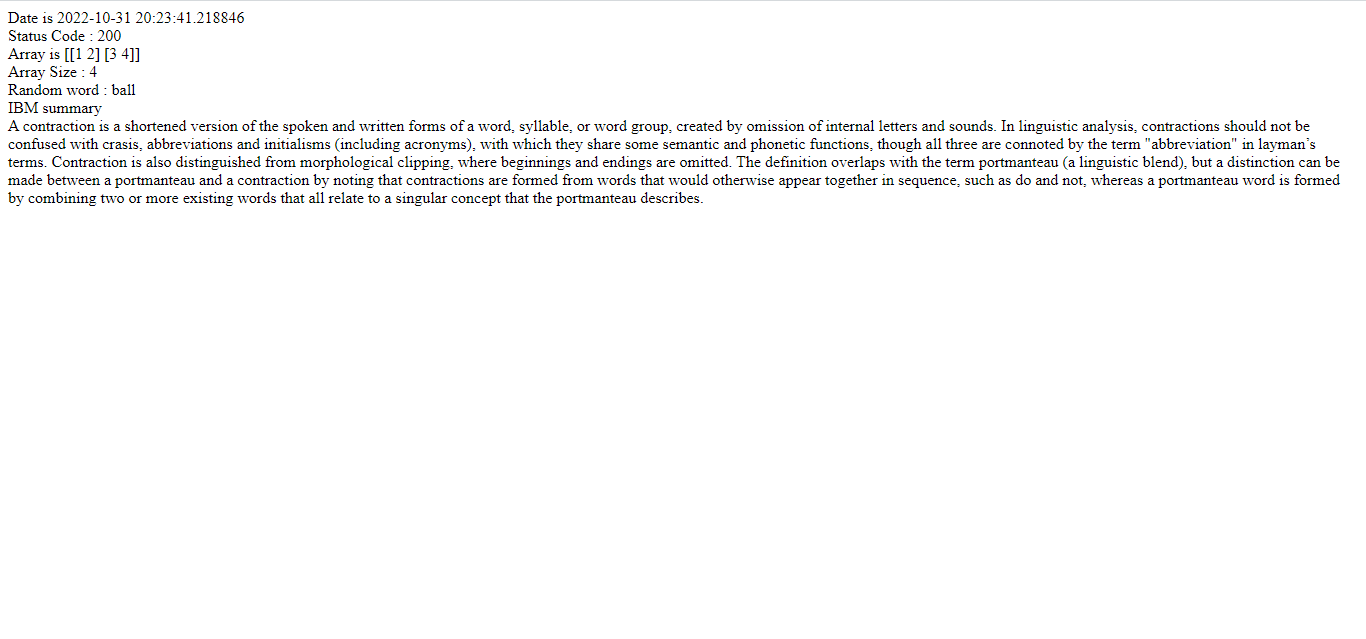 Date is 2022-10-31 20:23:41.218846
Status Code : 200
Array is [[1 2] [3 4]]
Array Size : 4
Random word : ball
IBM summary
A contraction is a shortened version of the spoken and written forms of a word, syllable, or word group, created by omission of internal letters and sounds. In linguistic analysis, contractions should not be
confused with crasis, abbreviations and initialisms (including acronyms), with which they share some semantic and phonetic functions, though all three are connoted by the term "abbreviation" in layman’s
terms. Contraction is also distinguished from morphological clipping, where beginnings and endings are omitted. The definition overlaps with the term portmanteau (a linguistic blend), but a distinction can be
made between a portmanteau and a contraction by noting that contractions are formed from words that would otherwise appear together in sequence, such as do and not, whereas a portmanteau word is formed
by combining two or more existing words that all relate to a singular concept that the portmanteau describes.